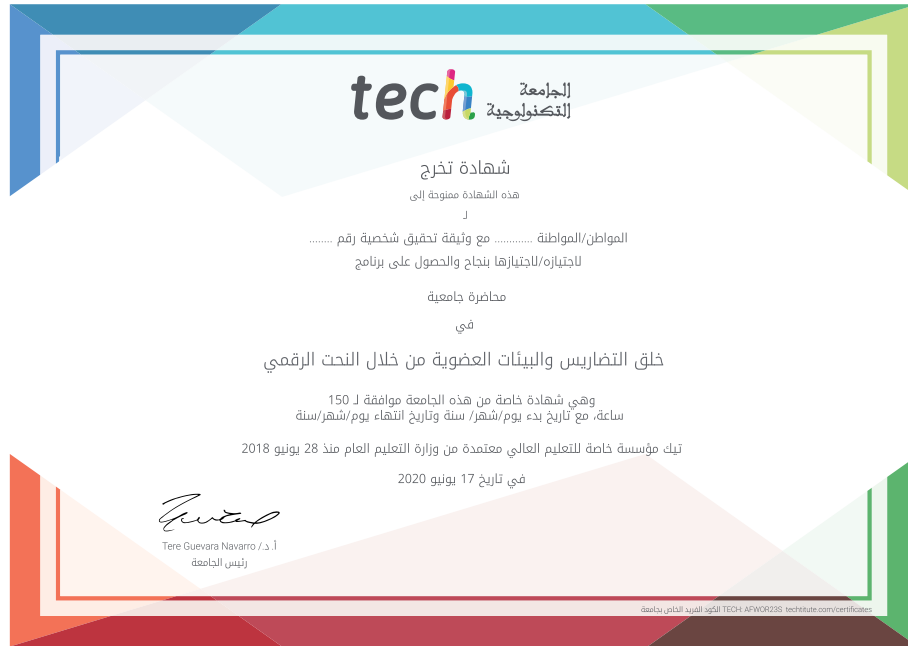 tech الجامعة
التكنولوجية
شهادة تخرج
هذه الشهادة ممنوحة إلى
لـ
المواطن/المواطنة ............. مع وثيقة تحقيق شخصية رقم ........
لاجتيازه/لاجتيازها بنجاح والحصول على برنامج
محاضرة جامعية
في
خلق التضاريس والبيئات العضوية من خلال النحت الرقمي
وهي شهادة خاصة من هذه الجامعة موافقة لـ 150
ساعة، مع تاريخ بدء يوم/شهر/ سنة وتاريخ انتهاء يوم/شهر/سنة
تيك مؤسسة خاصة للتعليم العالي معتمدة من وزارة التعليم العام منذ 28 يونيو 2018
في تاريخ 17 يونيو 2020
أ. د./ Tere Guevara Navarro
رئيس الجامعة
الكود الفريد الخاص بجامعة TECH: AFWOR23S techtitute.com/certificates